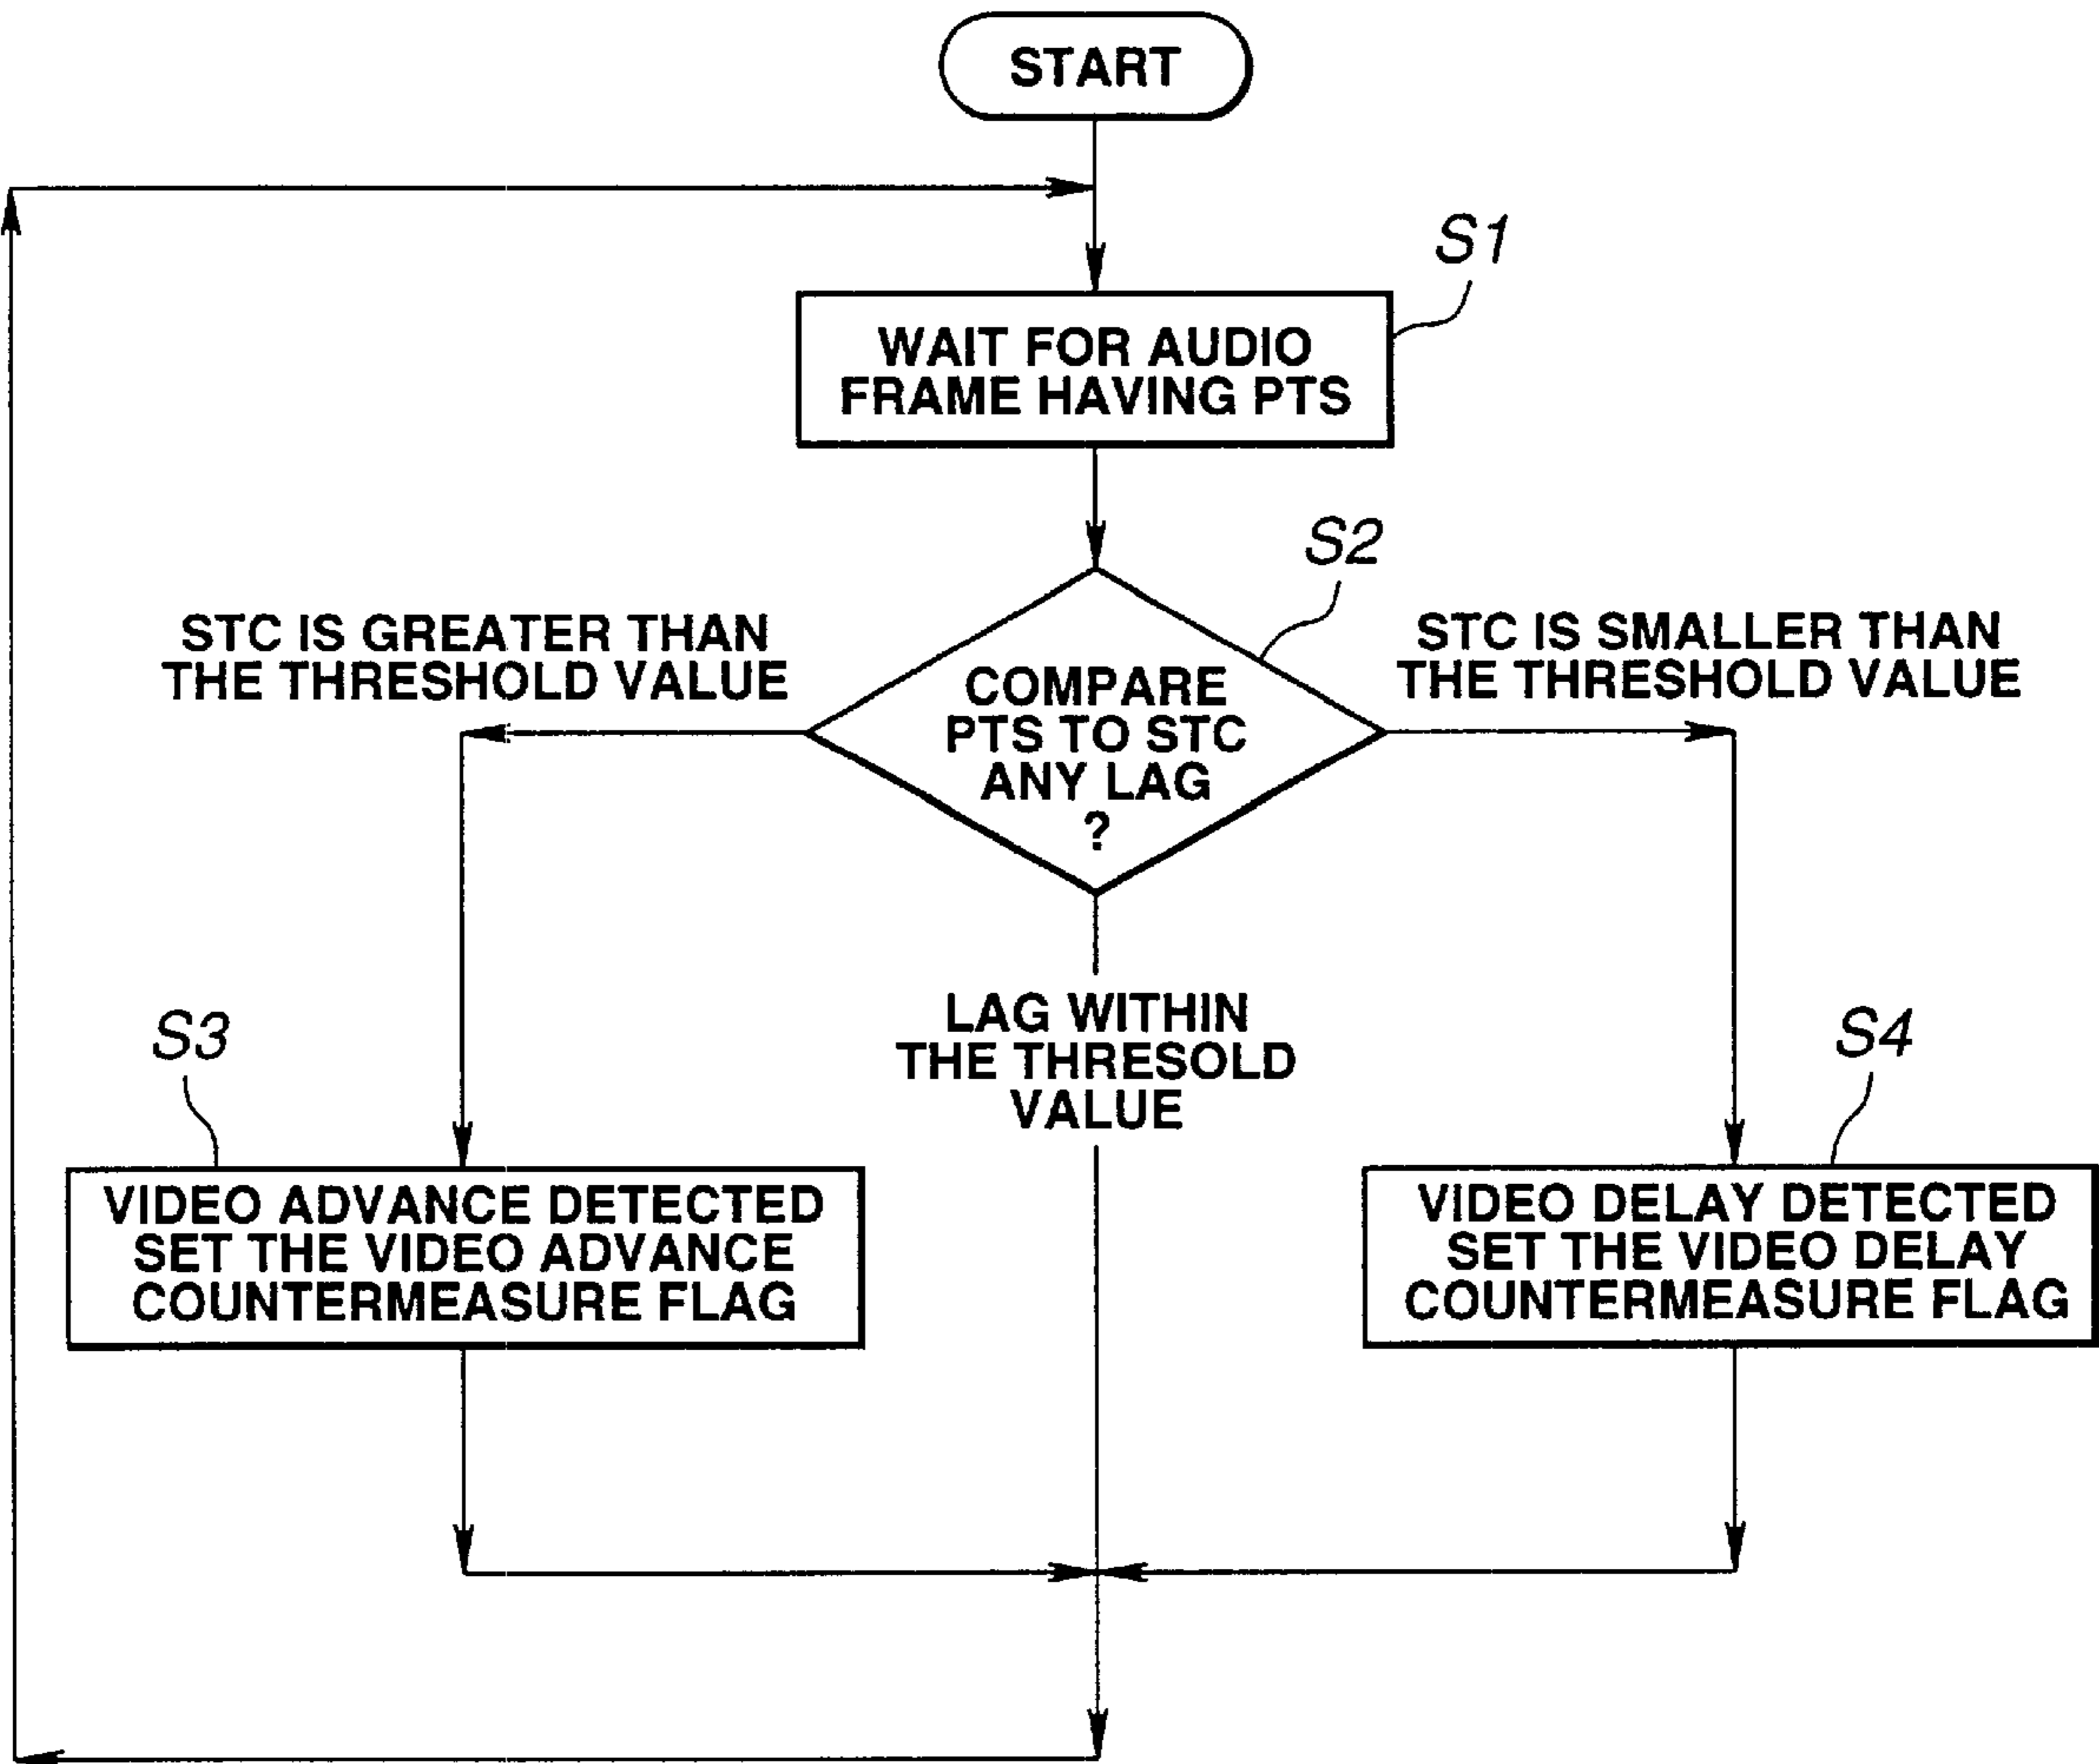 START
S1
WAIT FOR AUDIO
FRAME HAVING PTS
S2
STC IS GREATER THAN
THE THRESHOLD VALUE
COMPARE
PTS TO STC
ANY LAG
?
STC IS SMALLER THAN
THE THRESHOLD VALUE
LAG WITHIN
THE THRESOLD
VALUE
S3
VIDEO ADVANCE DETECTED
SET THE VIDEO ADVANCE
COUNTERMEASURE FLAG
S4
VIDEO DELAY DETECTED
SET THE VIDEO DELAY
COUNTERMEASURE FLAG